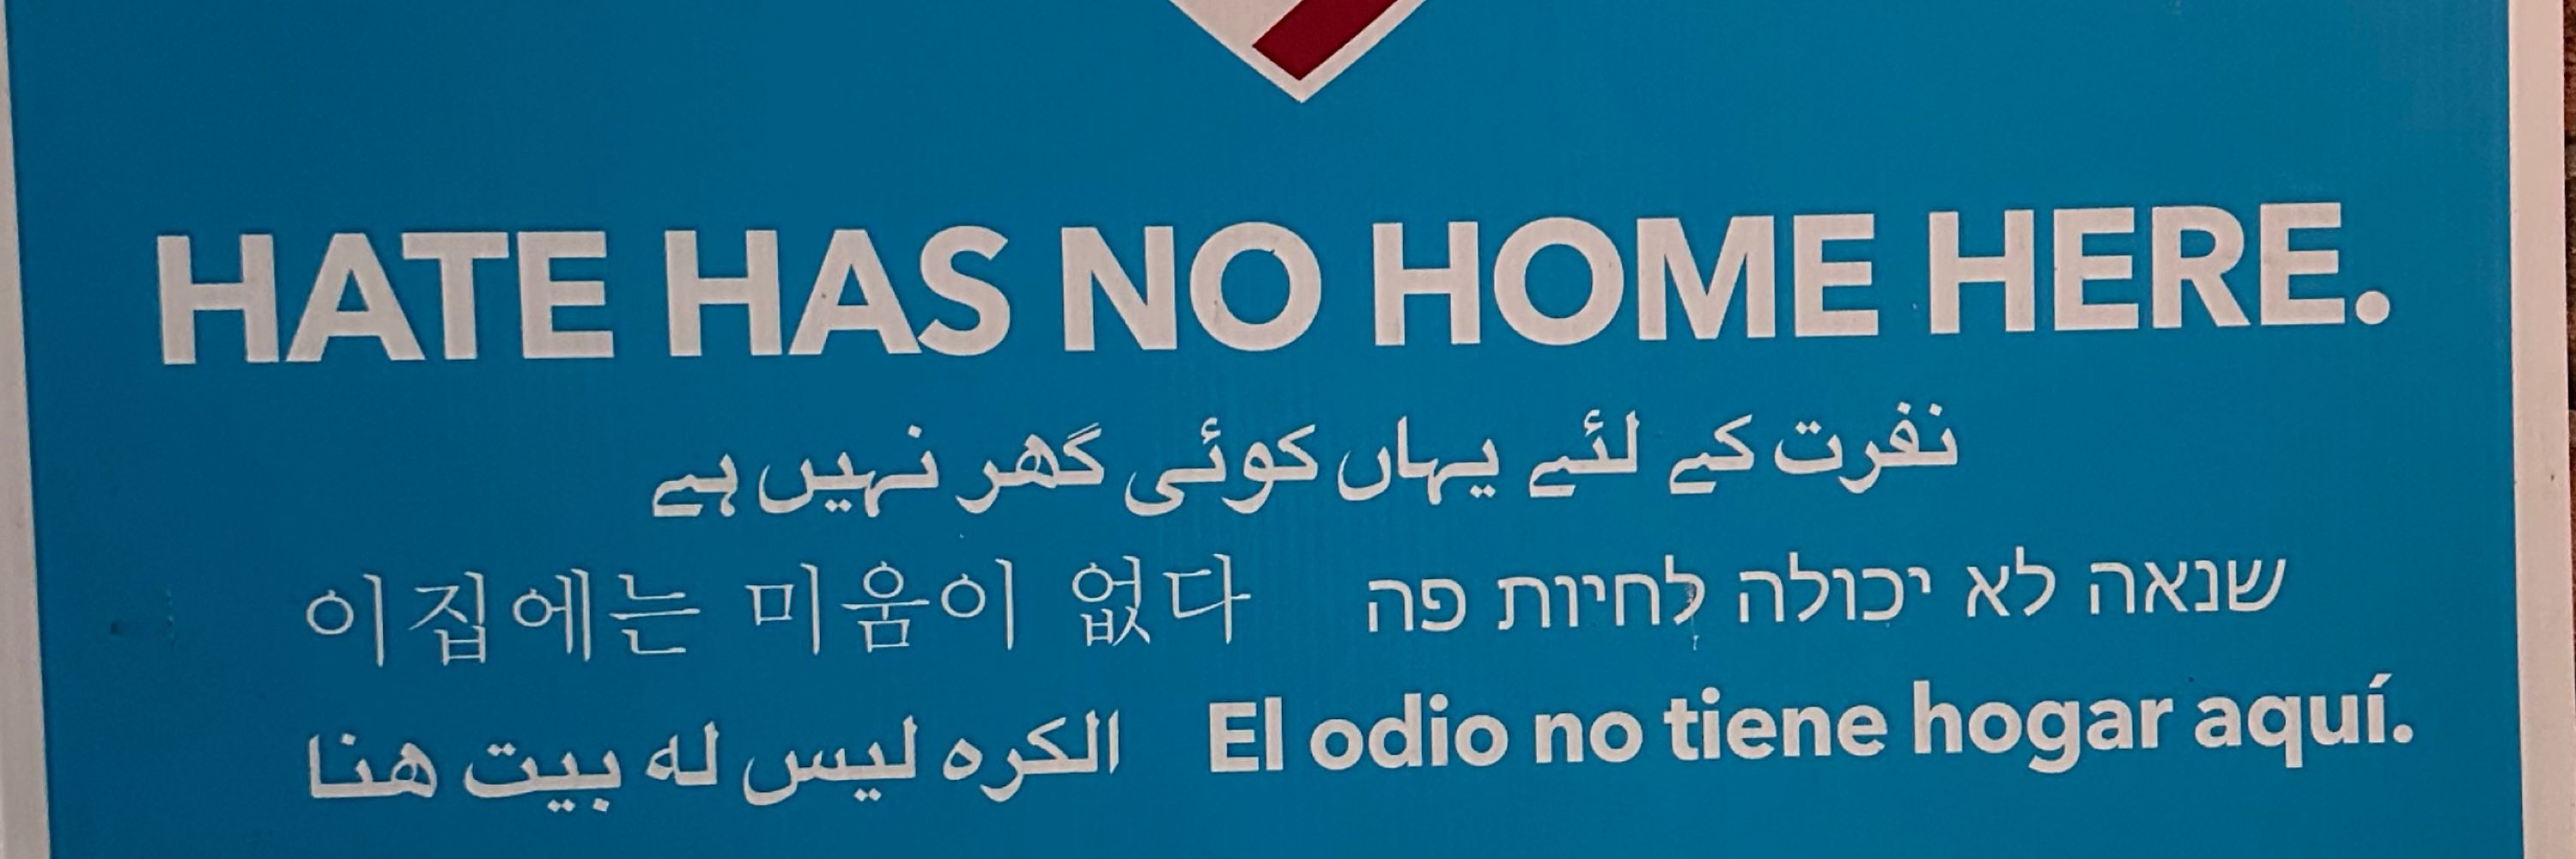 HATE HAS NO HOME HERE.
نفرت کے لئے یہاں کوئی گھر نہیں ہے
이집에는 미움이 없다 שנאה לא יכולה לחיות פה
الكره ليس له بيت هنا El odio no tiene hogar aquí.